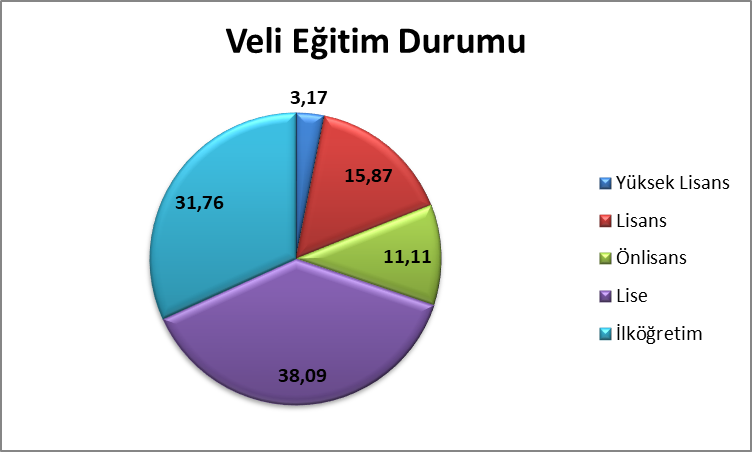 Veli Eğitim Durumu
3,17
15,87
11,11
38,09
31,76
Yüksek Lisans
Lisans
Önlisans
Lise
İlköğretim